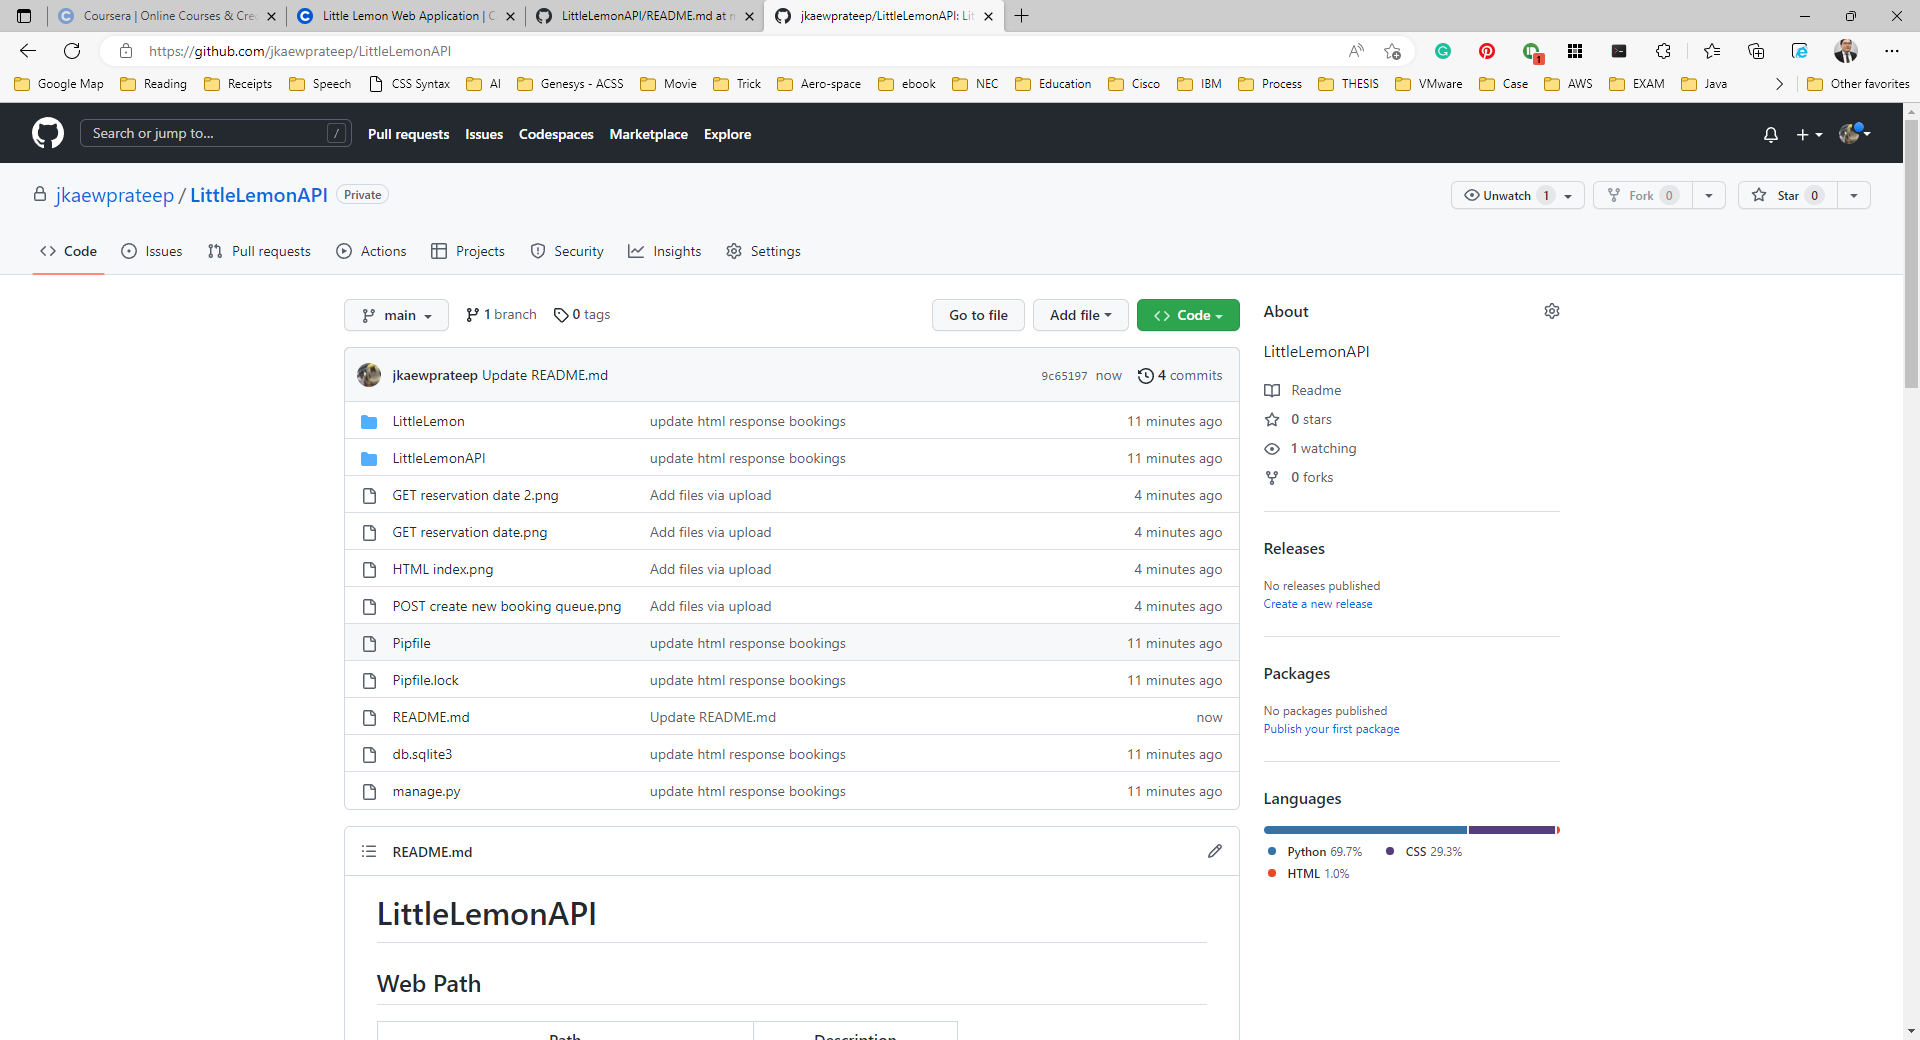 Coursera | Online Courses & Cre
Little Lemon Web Application | C
LittleLemonAPI/README.md at m
jkaewprateep/LittleLemonAPI: Lit
https://github.com/jkaewprateep/LittleLemonAPI
1
Google Map Reading Receipts Speech CSS Syntax AI Genesys - ACSS Movie Trick Aero-space ebook NEC Education Cisco IBM Process THESIS VMware Case AWS EXAM Java Other favorites
Search or jump to... / Pull requests Issues Codespaces Marketplace Explore
jkaewprateep / LittleLemonAPI Private Unwatch 1 Fork 0 Star 0
Code Issues Pull requests Actions Projects Security Insights Settings
main 1 branch 0 tags Go to file Add file Code
jkaewprateep Update README.md 9c65197 now 4 commits
LittleLemon update html response bookings 11 minutes ago
LittleLemonAPI update html response bookings 11 minutes ago
GET reservation date 2.png Add files via upload 4 minutes ago
GET reservation date.png Add files via upload 4 minutes ago
HTML index.png Add files via upload 4 minutes ago
POST create new booking queue.png Add files via upload 4 minutes ago
Pipfile update html response bookings 11 minutes ago
Pipfile.lock update html response bookings 11 minutes ago
README.md Update README.md now
db.sqlite3 update html response bookings 11 minutes ago
manage.py update html response bookings 11 minutes ago
README.md
LittleLemonAPI
Web Path
Path Description
About
LittleLemonAPI
Readme
0 stars
1 watching
0 forks
Releases
No releases published
Create a new release
Packages
No packages published
Publish your first package
Languages
Python 69.7% CSS 29.3%
HTML 1.0%